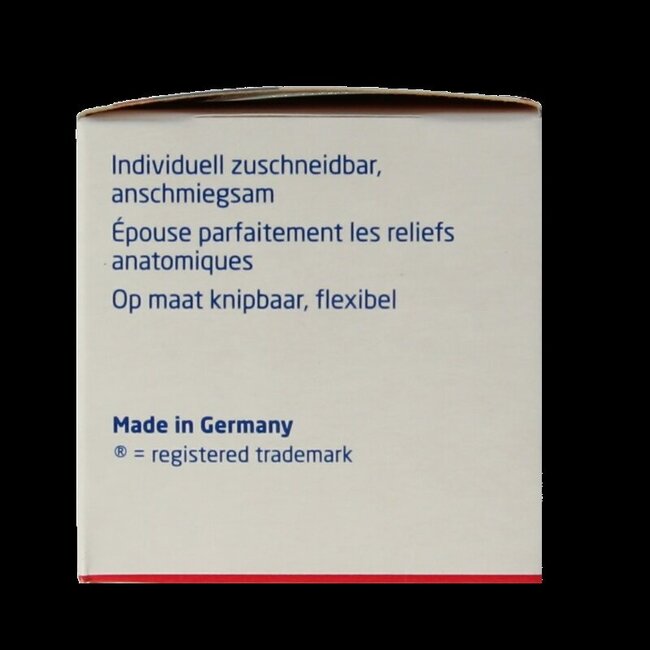 Individuell zuschneidbar,
anschmiegsam
Épouse parfaitement les reliefs
anatomiques
Op maat knipbaar, flexibel
Made in Germany
® = registered trademark